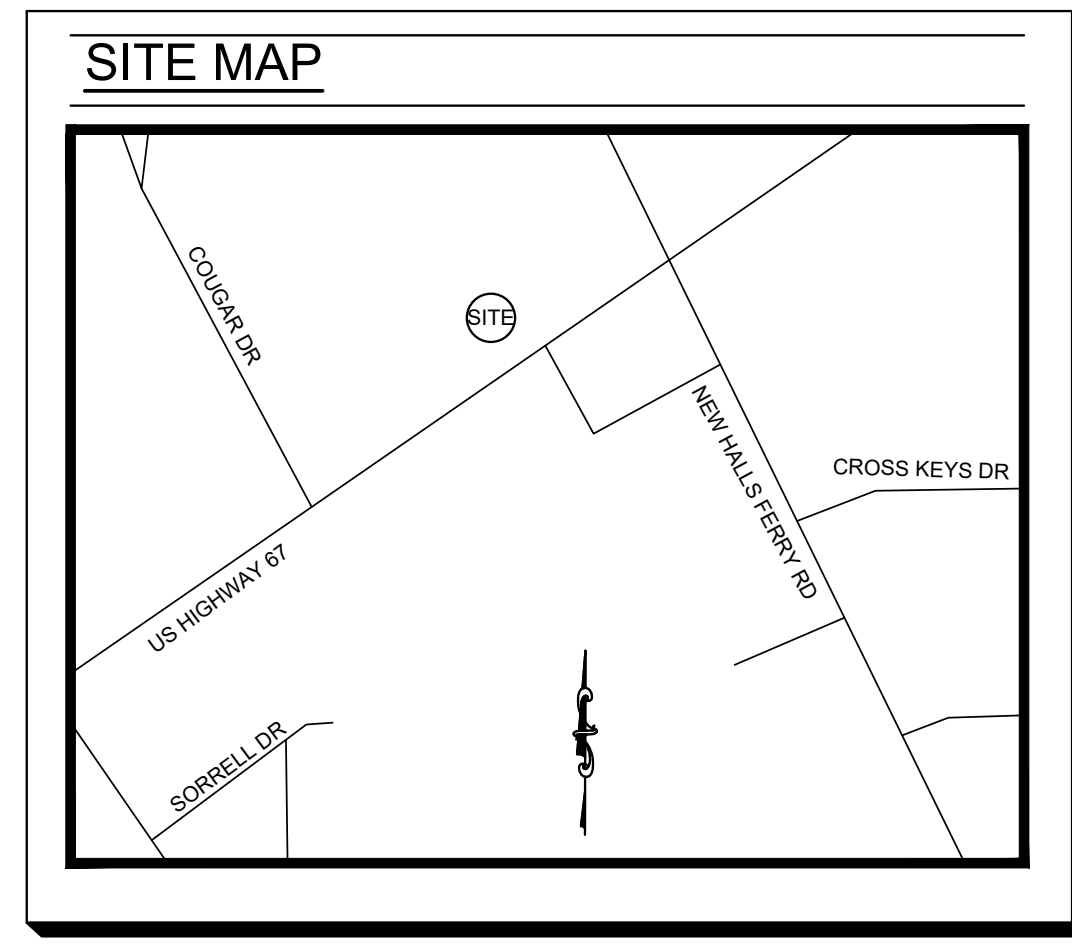 SITE MAP
COUGAR DR
SITE
NEW HALLS FERRY RD
CROSS KEYS DR
US HIGHWAY 67
SORRELL DR